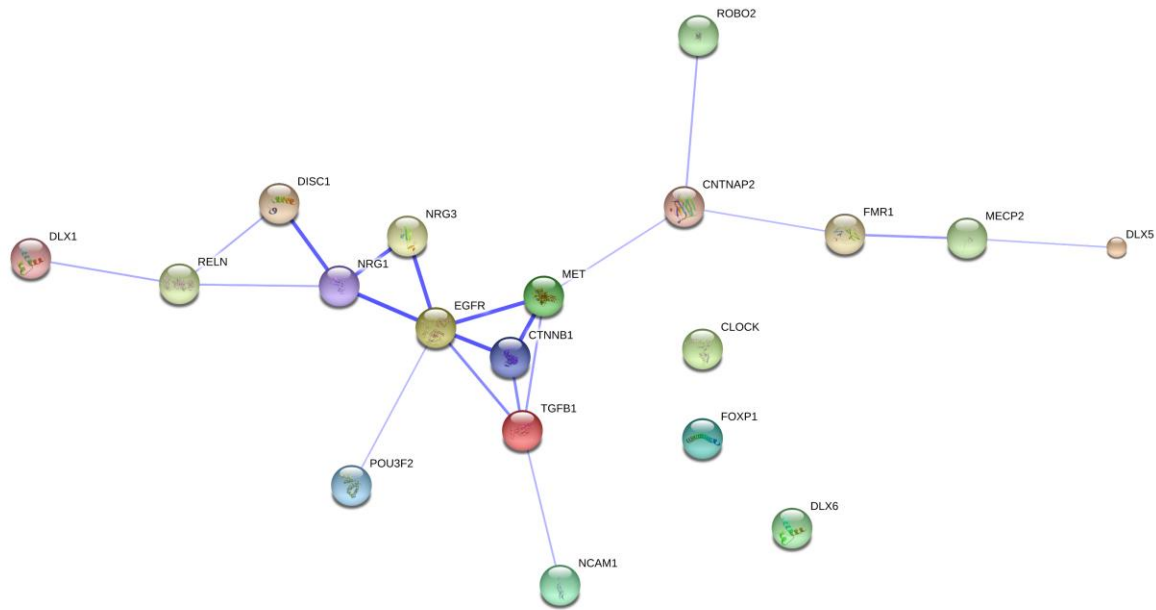 ROBO2
DISC1
CNTNAP2
NRG3
FMR1
MECP2
DLX5
DLX1
RELN
NRG1
MET
EGFR
CTNNB1
CLOCK
TGFB1
FOXP1
POU3F2
DLX6
NCAM1